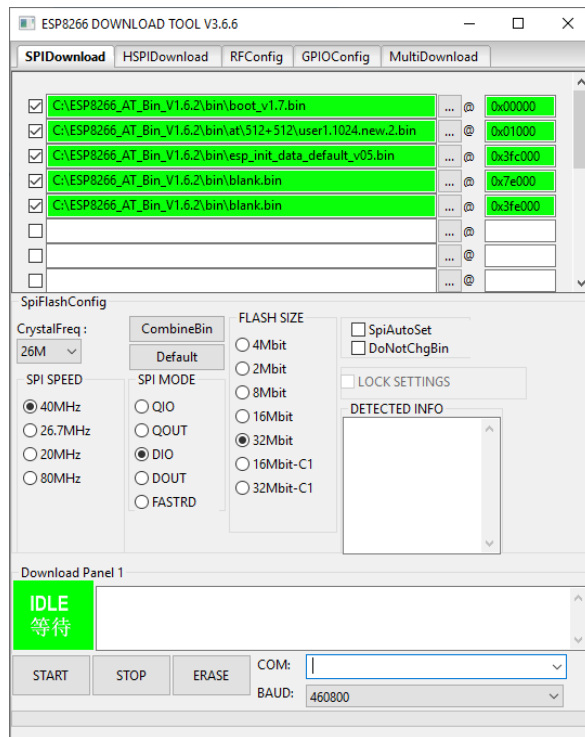 ESP8266 DOWNLOAD TOOL V3.6.6
SPIDownload HSPIDownload RFConfig GPIOConfig MultiDownload
C:\ESP8266_AT_Bin_V1.6.2\bin\boot_v1.7.bin ... @ 0x00000
C:\ESP8266_AT_Bin_V1.6.2\bin\at\512+512\user1.1024.new.2.bin ... @ 0x01000
C:\ESP8266_AT_Bin_V1.6.2\bin\esp_init_data_default_v05.bin ... @ 0x3fc000
C:\ESP8266_AT_Bin_V1.6.2\bin\blank.bin ... @ 0x7e000
C:\ESP8266_AT_Bin_V1.6.2\bin\blank.bin ... @ 0x3fe000
... @
... @
... @
SpiFlashConfig
CrystalFreq :
26M
CombineBin
Default
SPI SPEED
40MHz
26.7MHz
20MHz
80MHz
SPI MODE
QIO
QOUT
DIO
DOUT
FASTRD
FLASH SIZE
4Mbit
2Mbit
8Mbit
16Mbit
32Mbit
16Mbit-C1
32Mbit-C1
SpiAutoSet
DoNotChgBin
LOCK SETTINGS
DETECTED INFO
Download Panel 1
IDLE
等待
START STOP ERASE
COM:
BAUD: 460800